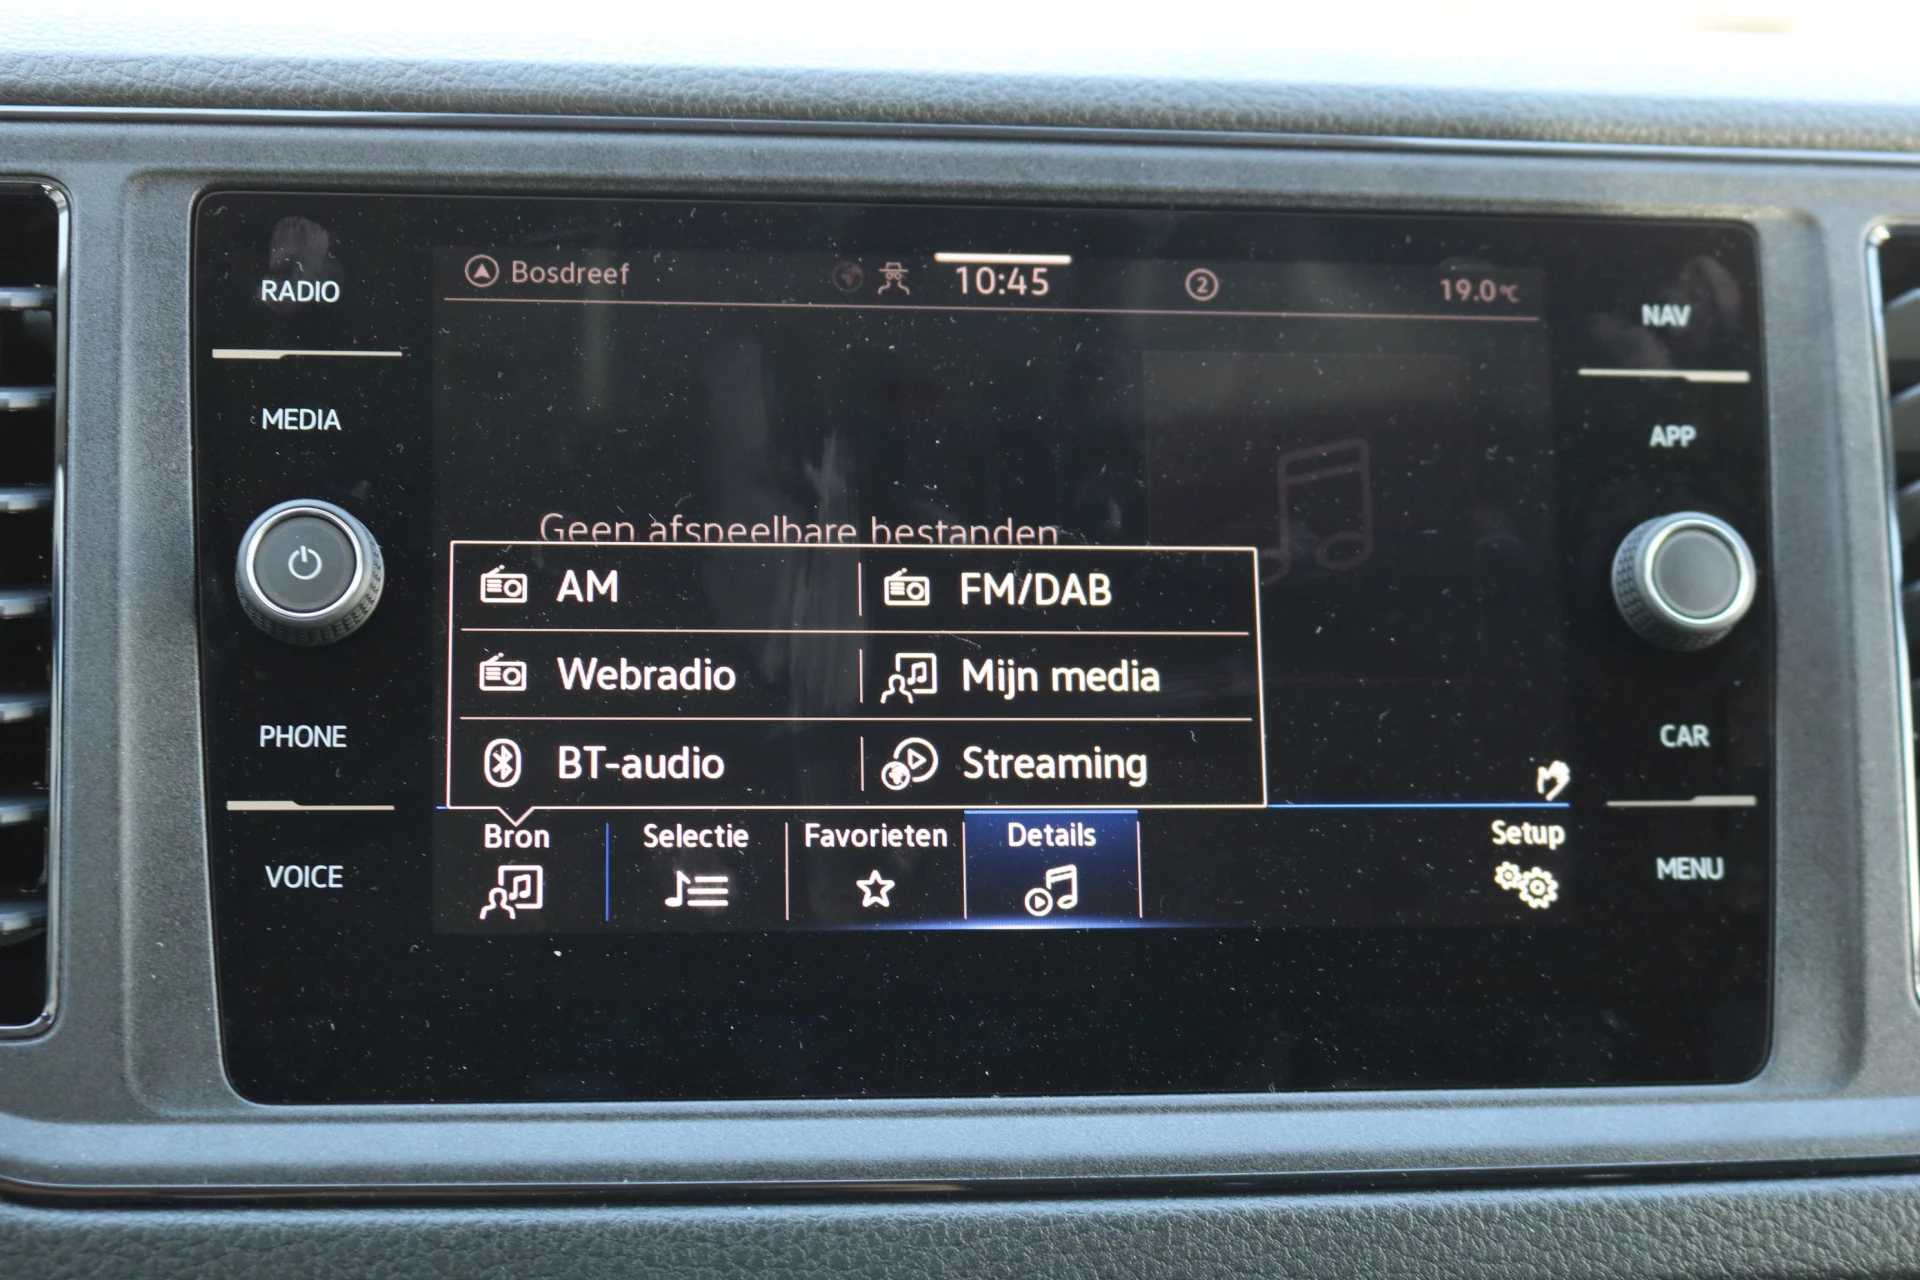 RADIO
MEDIA
PHONE
VOICE
Bosdreef
10:45
2
19.0°C
Geen afspeelbare bestanden
AM
FM/DAB
Webradio
Mijn media
BT-audio
Streaming
Bron
Selectie
Favorieten
Details
Setup
NAV
APP
CAR
MENU